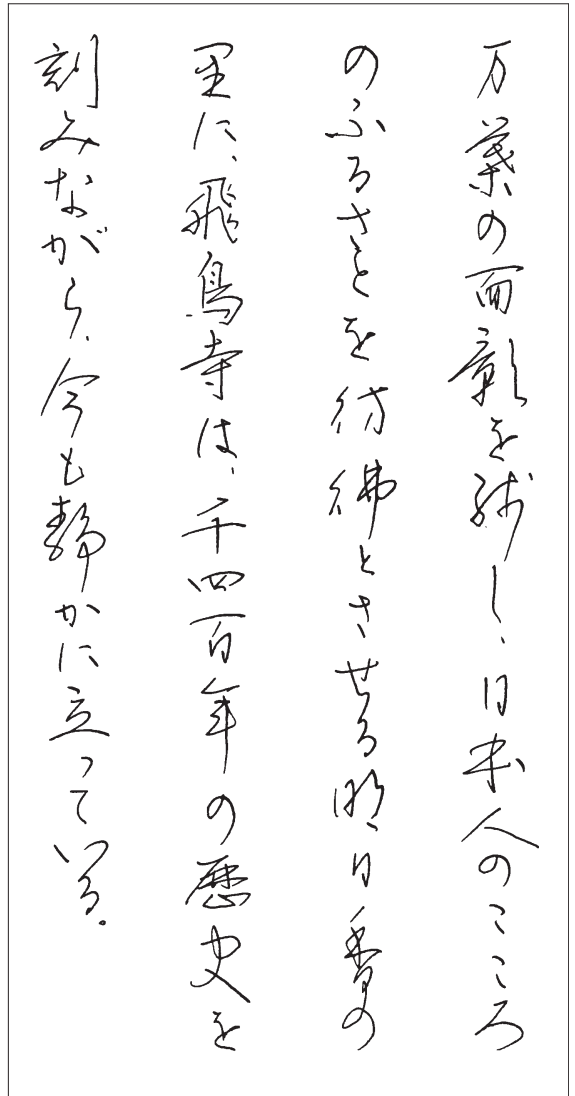 万葉の面影を残し、日本人のこころ
のふるさとを彷彿とさせる明日香の
里に、飛鳥寺は、千四百年の歴史を
刻みながら、今も静かに立っている。